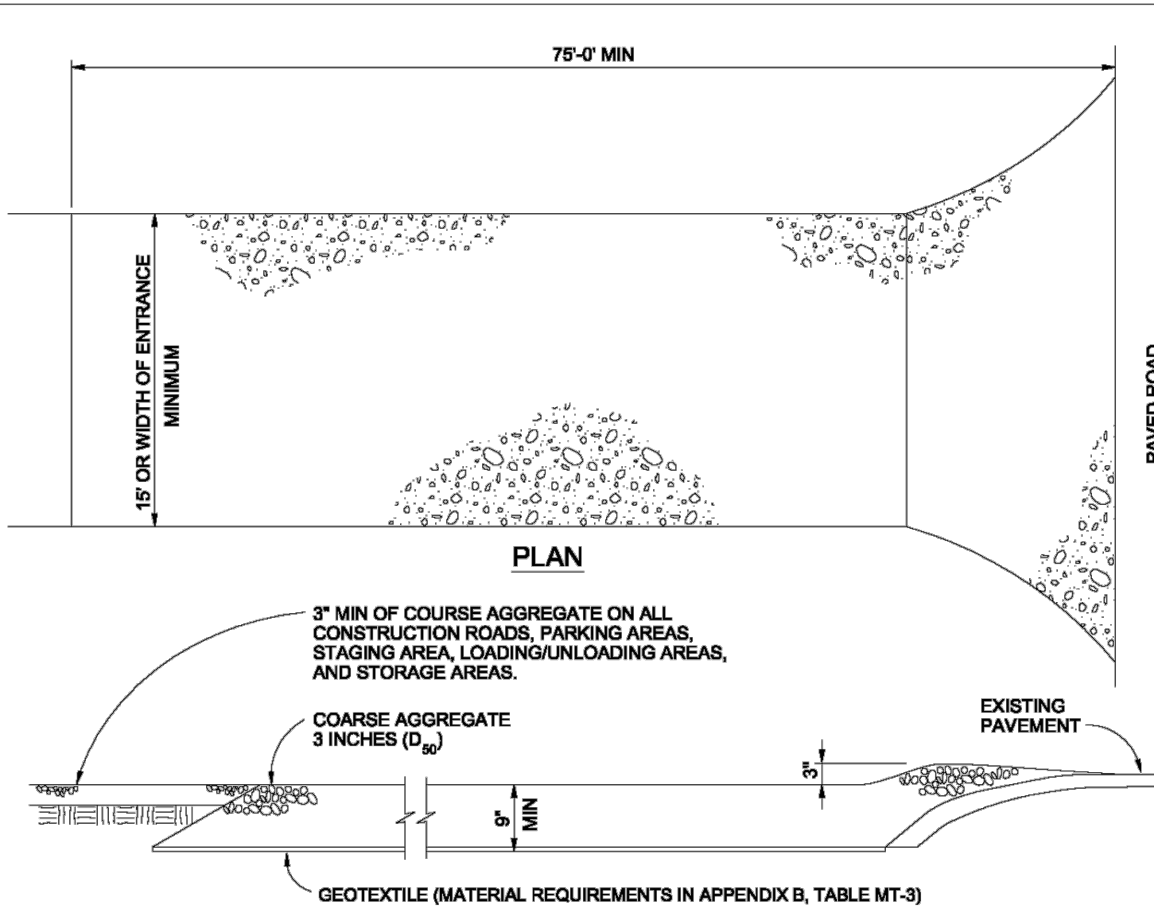 75'-0' MIN
15' OR WIDTH OF ENTRANCE
MINIMUM
PAVED ROAD
PLAN
3" MIN OF COURSE AGGREGATE ON ALL
CONSTRUCTION ROADS, PARKING AREAS,
STAGING AREA, LOADING/UNLOADING AREAS,
AND STORAGE AREAS.
COARSE AGGREGATE
3 INCHES (D50)
EXISTING
PAVEMENT
3"
9"
MIN
GEOTEXTILE (MATERIAL REQUIREMENTS IN APPENDIX B, TABLE MT-3)